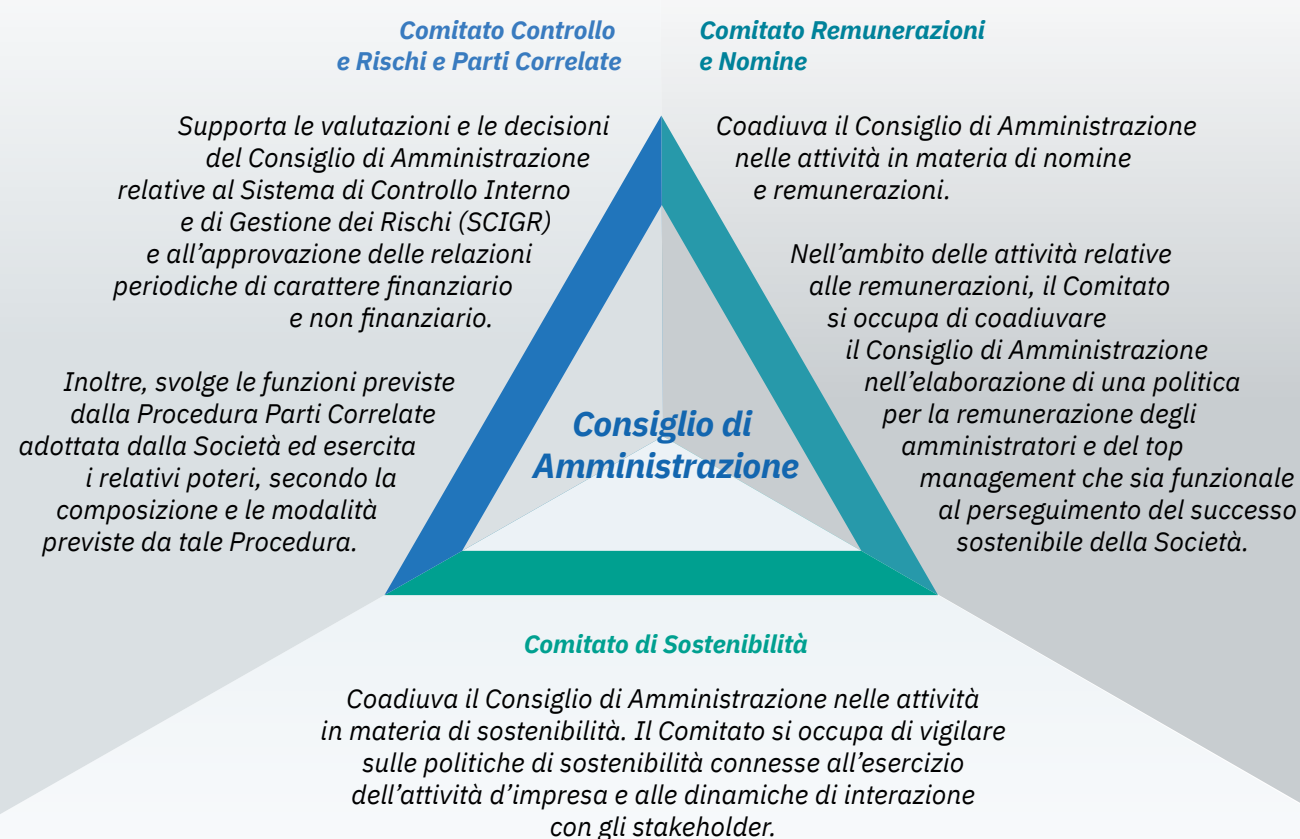 Comitato Controllo
e Rischi e Parti Correlate
Supporta le valutazioni e le decisioni
del Consiglio di Amministrazione
relative al Sistema di Controllo Interno
e di Gestione dei Rischi (SCIGR)
e all’approvazione delle relazioni
periodiche di carattere finanziario
e non finanziario.
Inoltre, svolge le funzioni previste
dalla Procedura Parti Correlate
adottata dalla Società ed esercita
i relativi poteri, secondo la
composizione e le modalità
previste da tale Procedura.
Comitato Remunerazioni
e Nomine
Coadiuva il Consiglio di Amministrazione
nelle attività in materia di nomine
e remunerazioni.
Nell’ambito delle attività relative
alle remunerazioni, il Comitato
si occupa di coadiuvare
il Consiglio di Amministrazione
nell’elaborazione di una politica
per la remunerazione degli
amministratori e del top
management che sia funzionale
al perseguimento del successo
sostenibile della Società.
Consiglio di
Amministrazione
Comitato di Sostenibilità
Coadiuva il Consiglio di Amministrazione nelle attività
in materia di sostenibilità. Il Comitato si occupa di vigilare
sulle politiche di sostenibilità connesse all’esercizio
dell’attività d’impresa e alle dinamiche di interazione
con gli stakeholder.